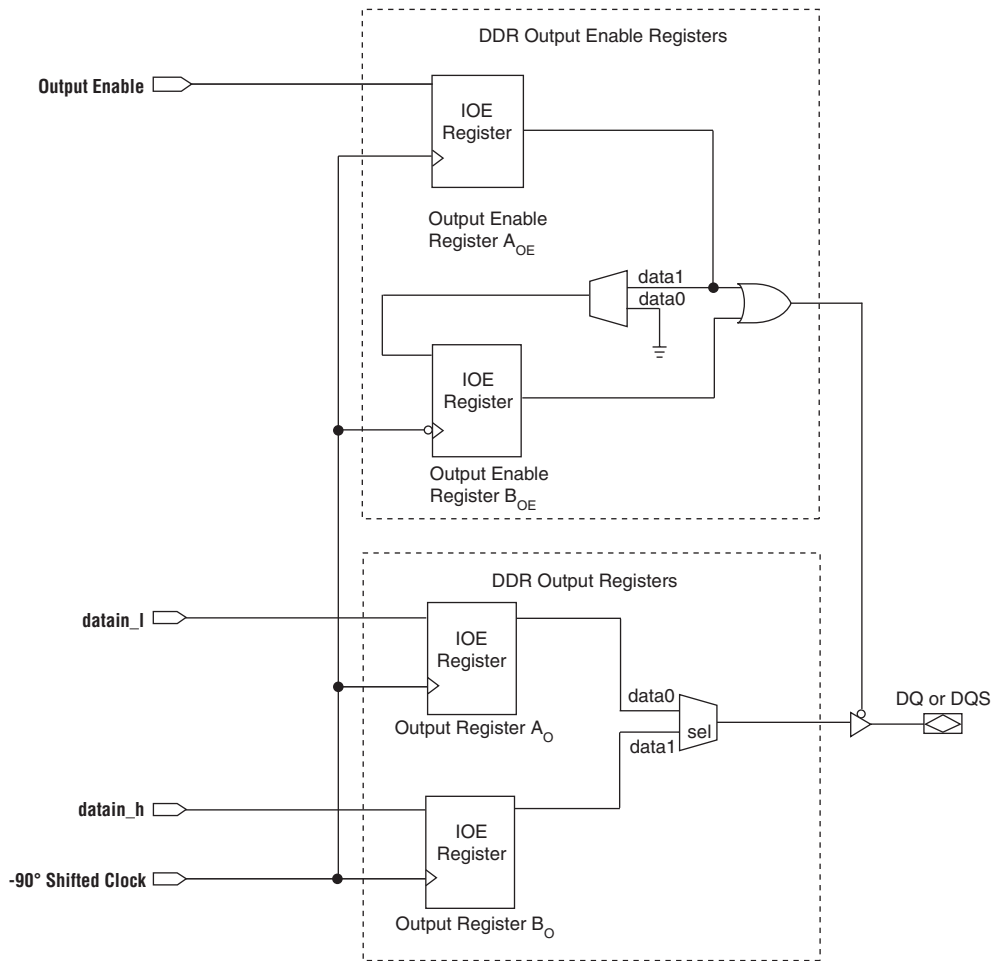 DDR Output Enable Registers
Output Enable
IOE
Register
Output Enable
Register A_OE
data1
data0
IOE
Register
Output Enable
Register B_OE
DDR Output Registers
datain_l
IOE
Register
data0
DQ or DQS
sel
Output Register A_O
data1
datain_h
IOE
Register
-90° Shifted Clock
Output Register B_O